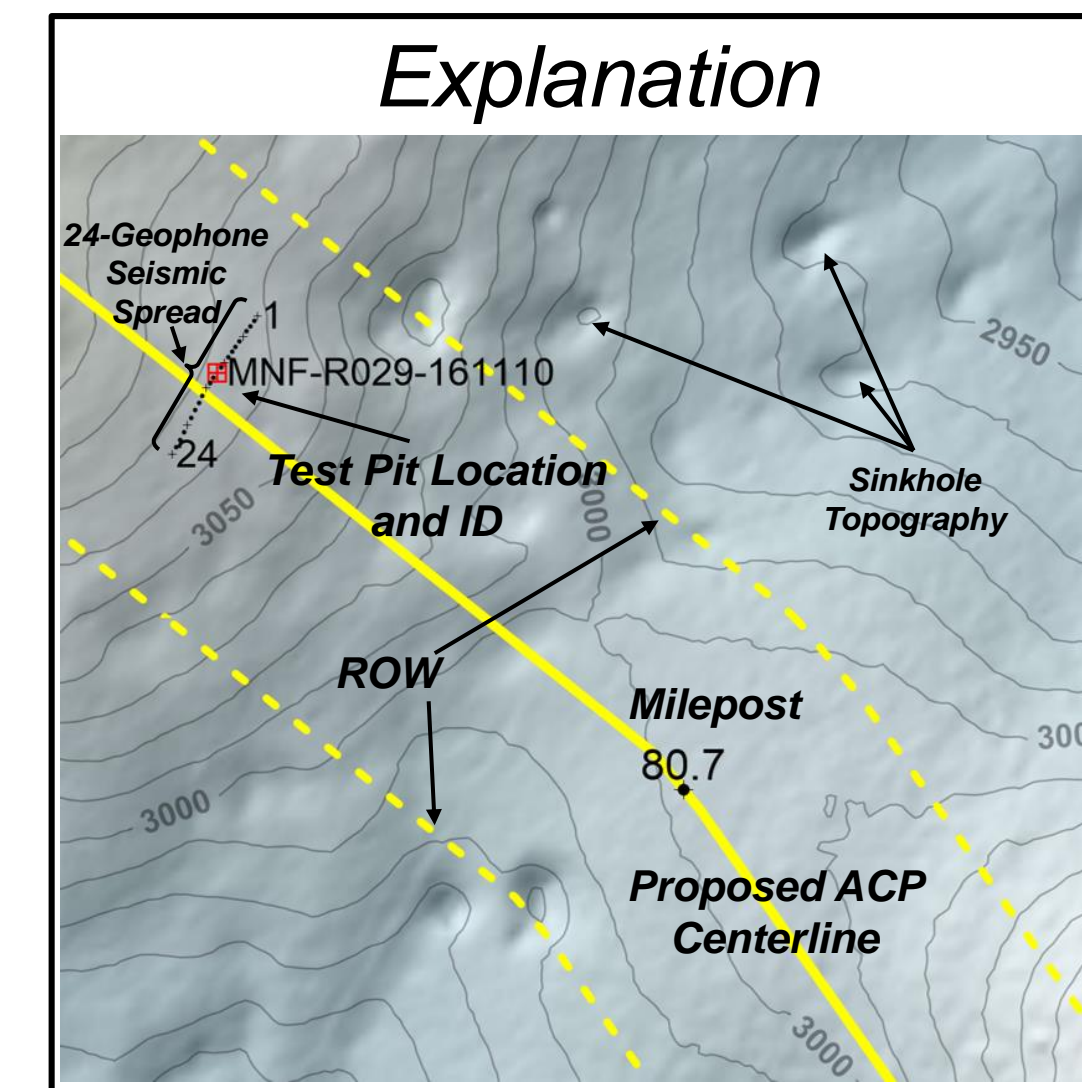 Explanation
24-Geophone
Seismic
Spread
1
MNF-R029-161110
24
2950
Test Pit Location
and ID
3050
3000
Sinkhole
Topography
ROW
Milepost
80.7
300
3000
Proposed ACP
Centerline
3000